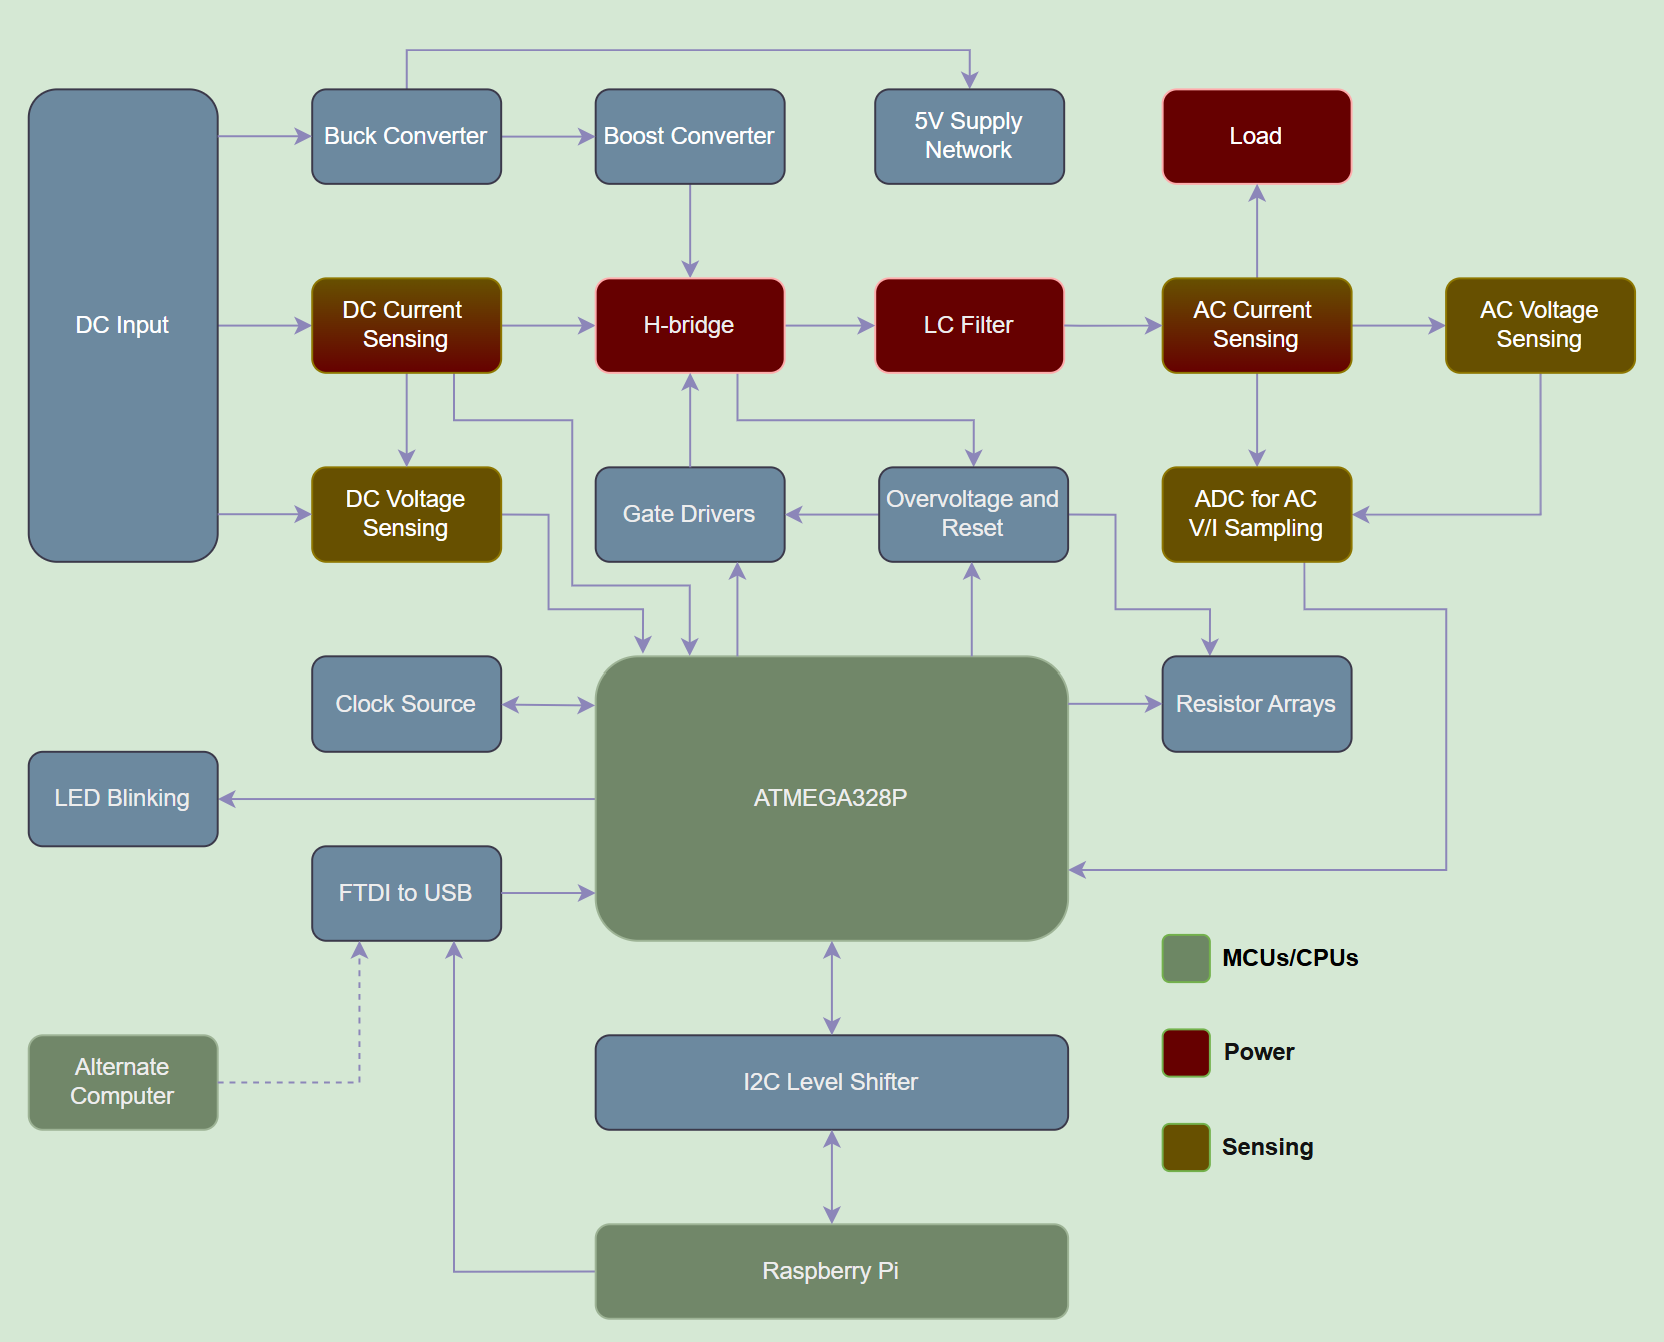 Buck Converter
Boost Converter
5V Supply
Network
Load
DC Input
DC Current
Sensing
H-bridge
LC Filter
AC Current
Sensing
AC Voltage
Sensing
DC Voltage
Sensing
Gate Drivers
Overvoltage and
Reset
ADC for AC
V/I Sampling
Clock Source
Resistor Arrays
LED Blinking
ATMEGA328P
FTDI to USB
MCUs/CPUs
Power
Alternate
Computer
I2C Level Shifter
Sensing
Raspberry Pi